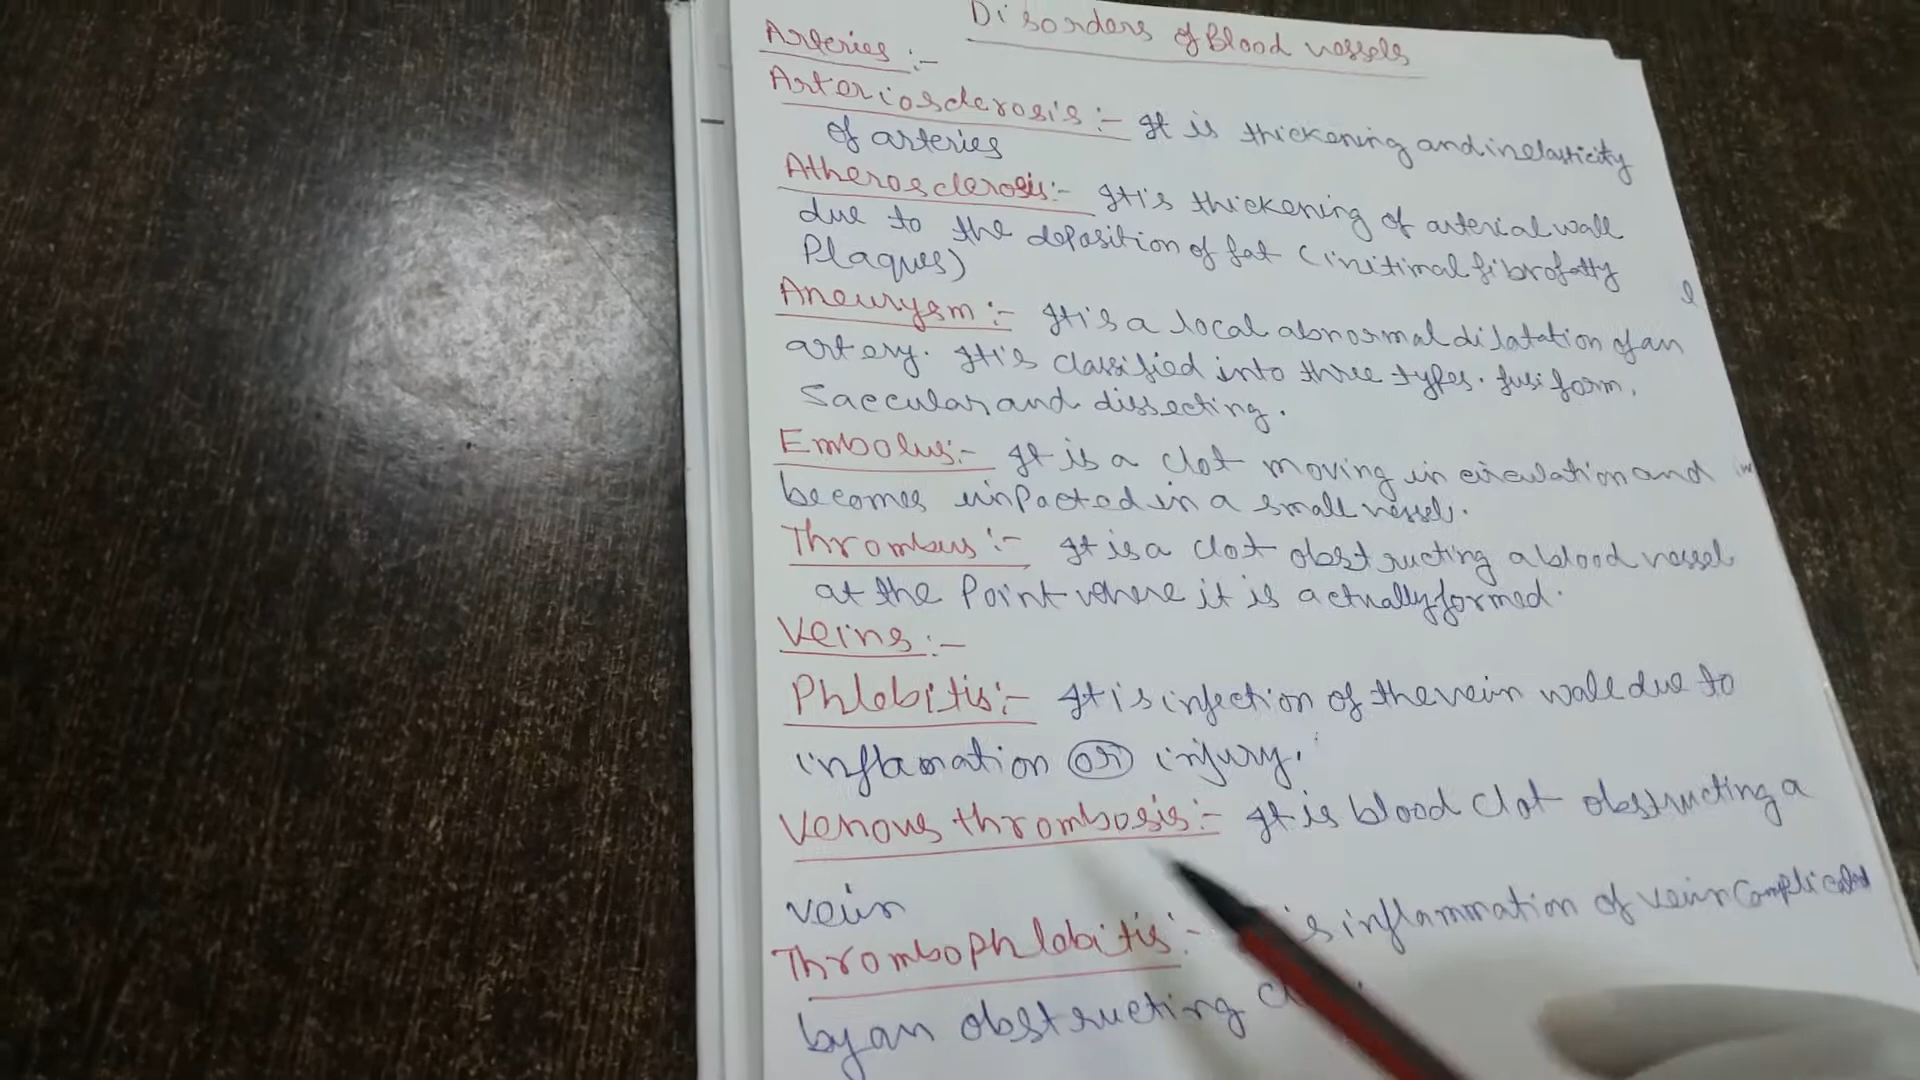 Disorders of Blood vessels
Arteries :-
Arteriosclerosis :- It is thickening and inelasticity
of arteries
Atherosclerosis:- It is thickening of arterial wall
due to the deposition of fat (initimal fibrofatty
Plaques)
Aneurysm :- It is a local abnormal dilatation of an
artery. It is classified into three types. fusiform,
Saccular and dissecting.
Embolus:- It is a clot moving in circulation and
becomes impacted in a small vessel.
Thrombus :- It is a clot obstructing a blood vessel
at the Point where it is actually formed.
Veins :-
Phlebitis :- It is infection of the vein wall due to
inflamation or injury.
Venous thrombosis :- It is blood clot obstructing a
vein
Thrombophlebitis :- is inflammation of vein Complicated
by an obstructing